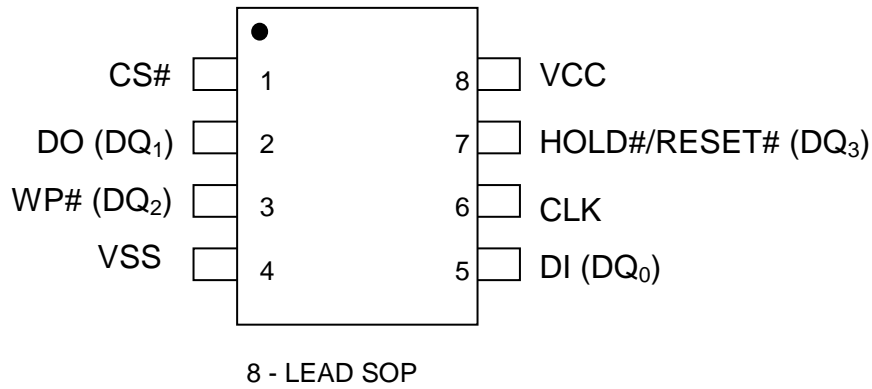 CS# 1 8 VCC
DO (DQ₁) 2 7 HOLD#/RESET# (DQ₃)
WP# (DQ₂) 3 6 CLK
VSS 4 5 DI (DQ₀)
8 - LEAD SOP